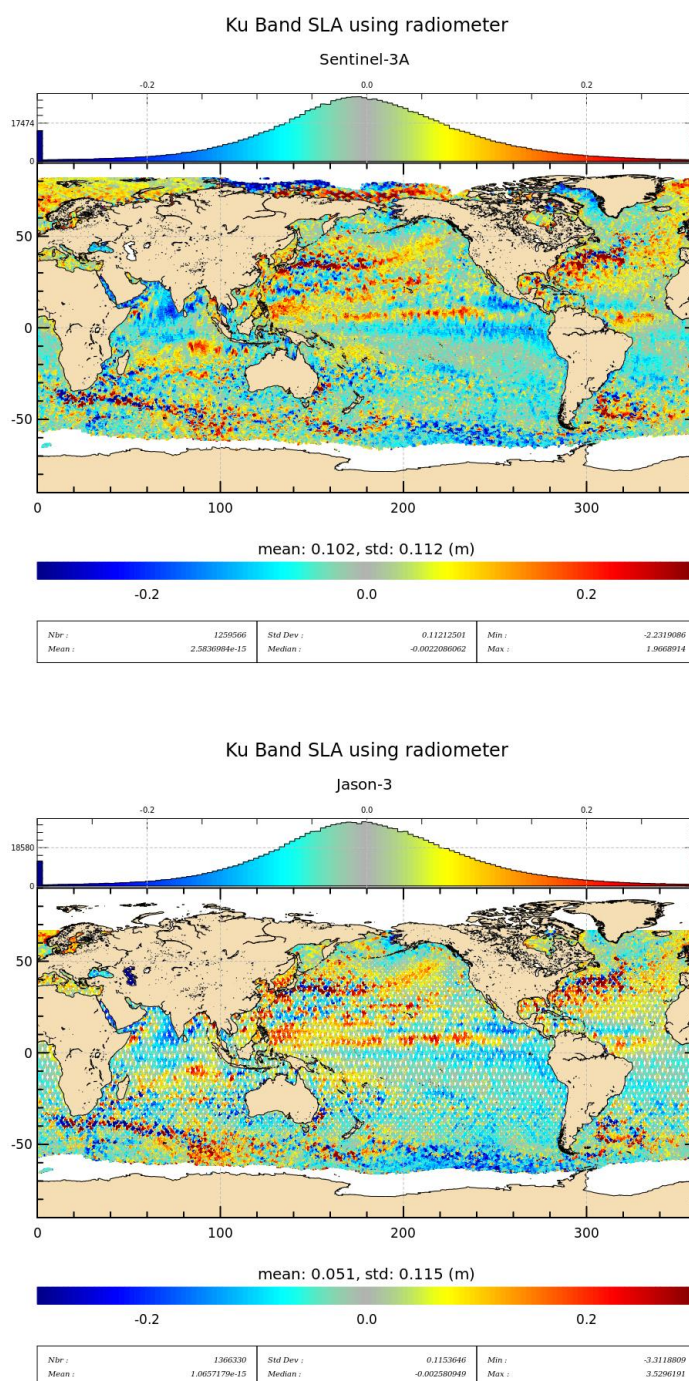 Ku Band SLA using radiometer
Sentinel-3A
-0.2 0.0 0.2
17474
0
50
0
-50
0 100 200 300
mean: 0.102, std: 0.112 (m)
-0.2 0.0 0.2
Nbr : 1259566 Std Dev : 0.11212501 Min : -2.2319086
Mean : 2.5836984e-15 Median : -0.0022086062 Max : 1.9668914
Ku Band SLA using radiometer
Jason-3
-0.2 0.0 0.2
18580
0
50
0
-50
0 100 200 300
mean: 0.051, std: 0.115 (m)
-0.2 0.0 0.2
Nbr : 1366330 Std Dev : 0.1153646 Min : -3.3118809
Mean : 1.0657179e-15 Median : -0.002580949 Max : 3.5296191